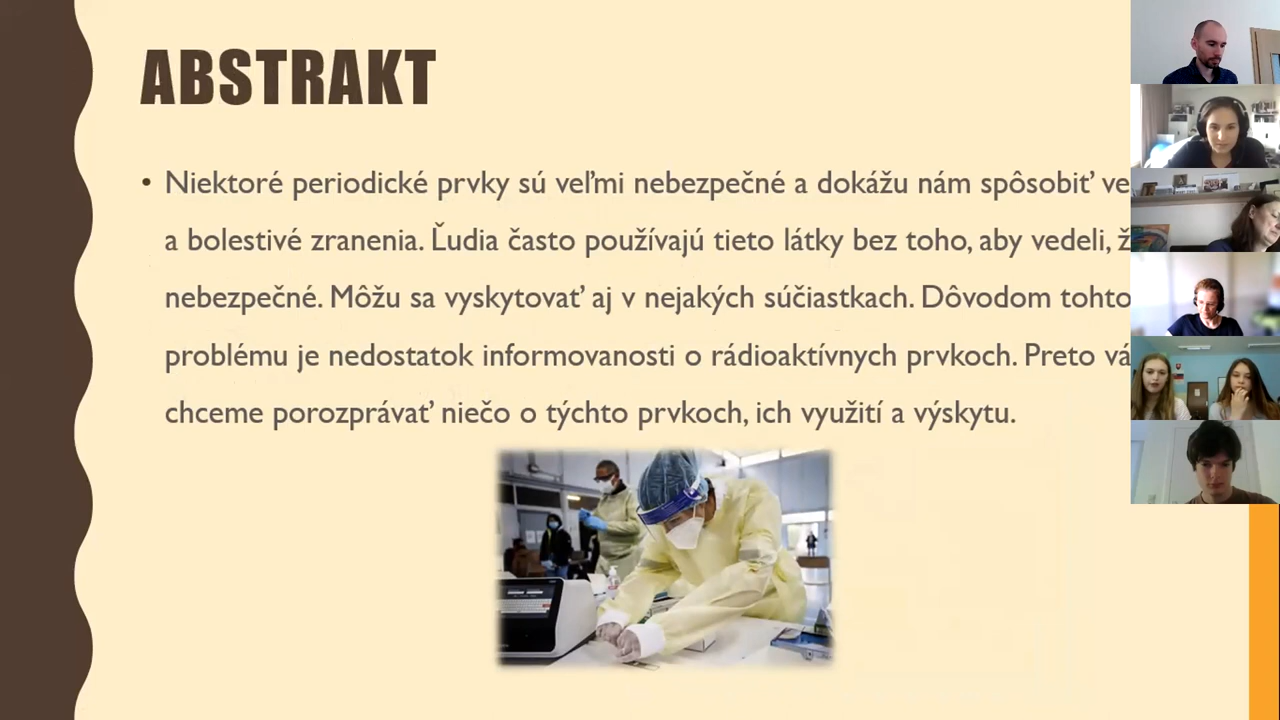 ABSTRAKT
• Niektoré periodické prvky sú veľmi nebezpečné a dokážu nám spôsobiť
a bolestivé zranenia. Ľudia často používajú tieto látky bez toho, aby vedeli,
nebezpečné. Môžu sa vyskytovať aj v nejakých súčiastkach. Dôvodom tohto
problému je nedostatok informovanosti o rádioaktívnych prvkoch. Preto
chceme porozprávať niečo o týchto prvkoch, ich využití a výskytu.